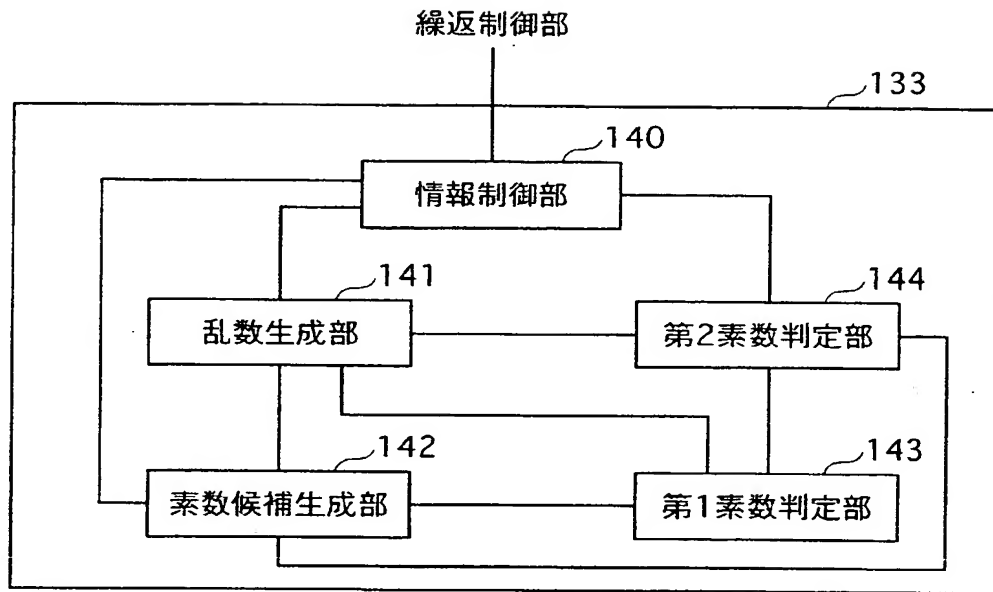 繰返制御部
133
140
情報制御部
141
乱数生成部
144
第2素数判定部
142
素数候補生成部
143
第1素数判定部